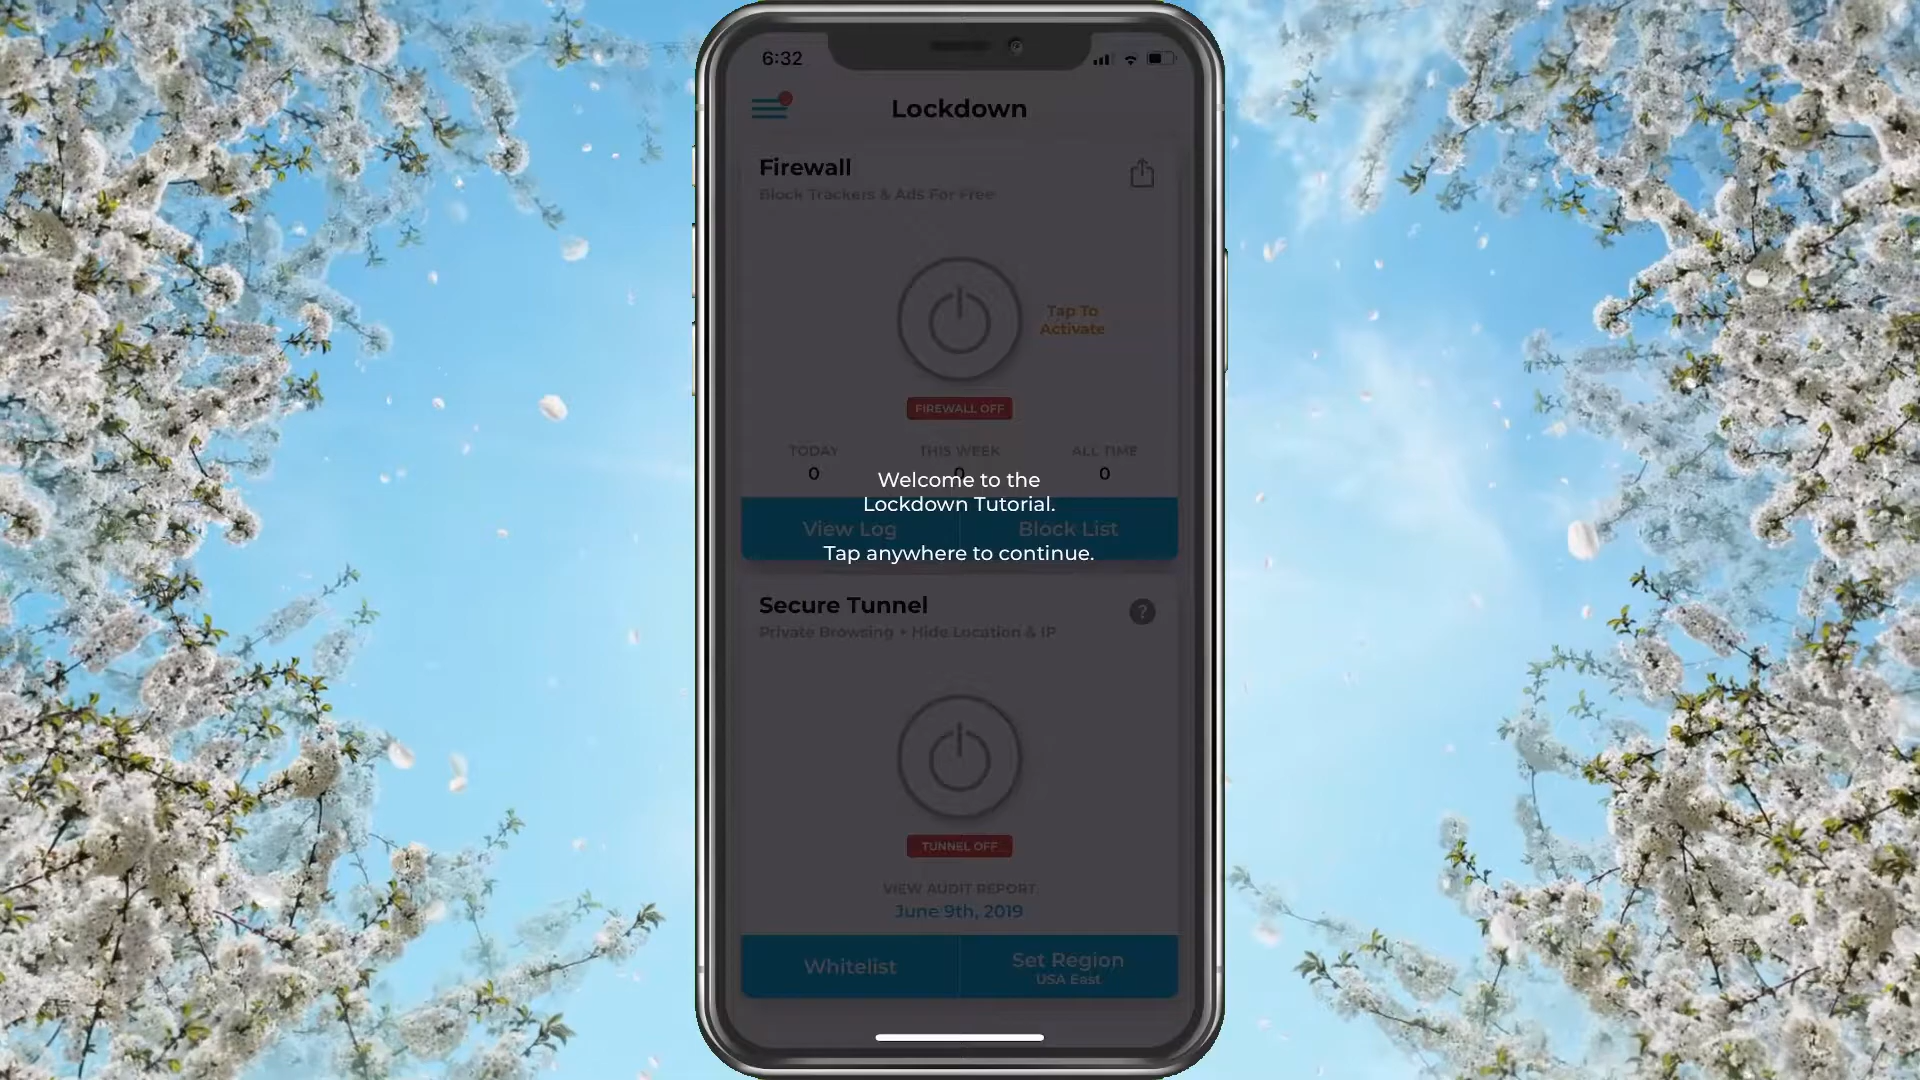 6:32
Lockdown
Firewall
Block Trackers & Ads For Free
Tap To
Activate
FIREWALL OFF
TODAY
THIS WEEK
ALL TIME
0
0
0
Welcome to the
Lockdown Tutorial.
View Log
Block List
Tap anywhere to continue.
Secure Tunnel
?
Private Browsing + Hide Location & IP
TUNNEL OFF
VIEW AUDIT REPORT
June 9th, 2019
Whitelist
Set Region
USA East